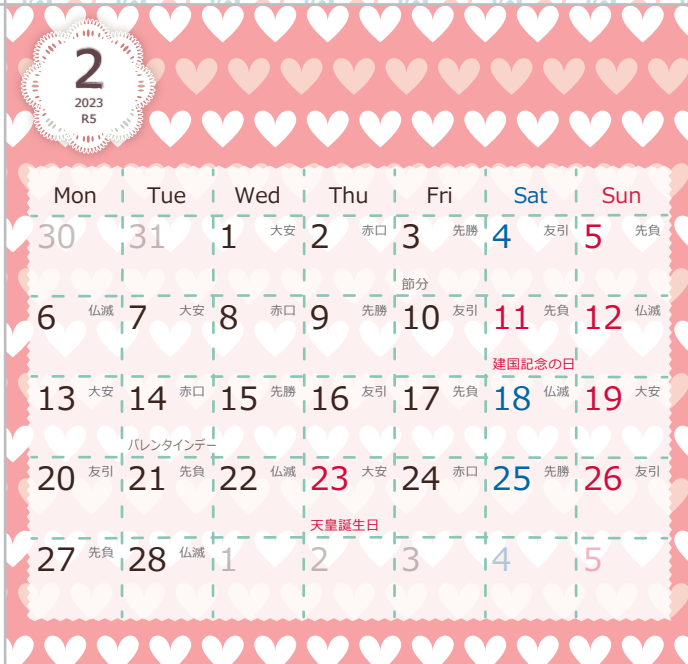 2
2023
R5
Mon Tue Wed Thu Fri Sat Sun
30 31 1 大安 2 赤口 3 先勝 4 友引 5 先負
節分
6 仏滅 7 大安 8 赤口 9 先勝 10 友引 11 先負 12 仏滅
建国記念の日
13 大安 14 赤口 15 先勝 16 友引 17 先負 18 仏滅 19 大安
バレンタインデー
20 友引 21 先負 22 仏滅 23 大安 24 赤口 25 先勝 26 友引
天皇誕生日
27 先負 28 仏滅 1 2 3 4 5